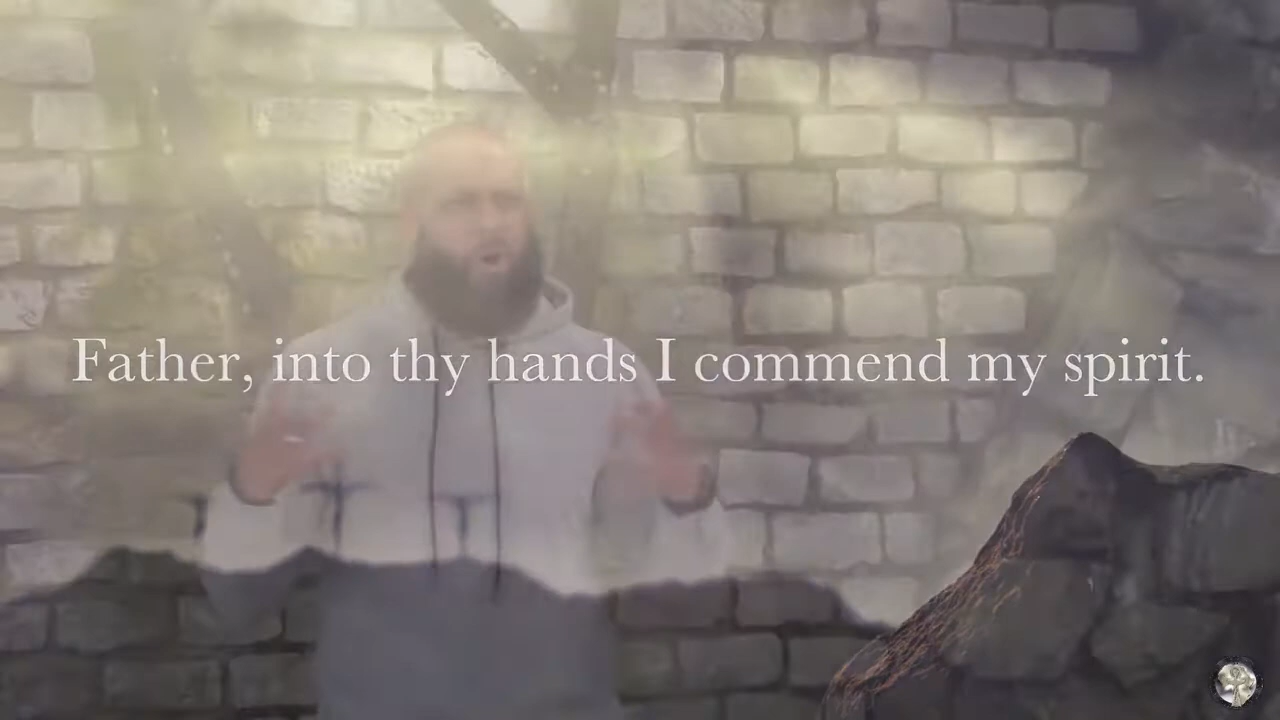 Father, into thy hands I commend my spirit.